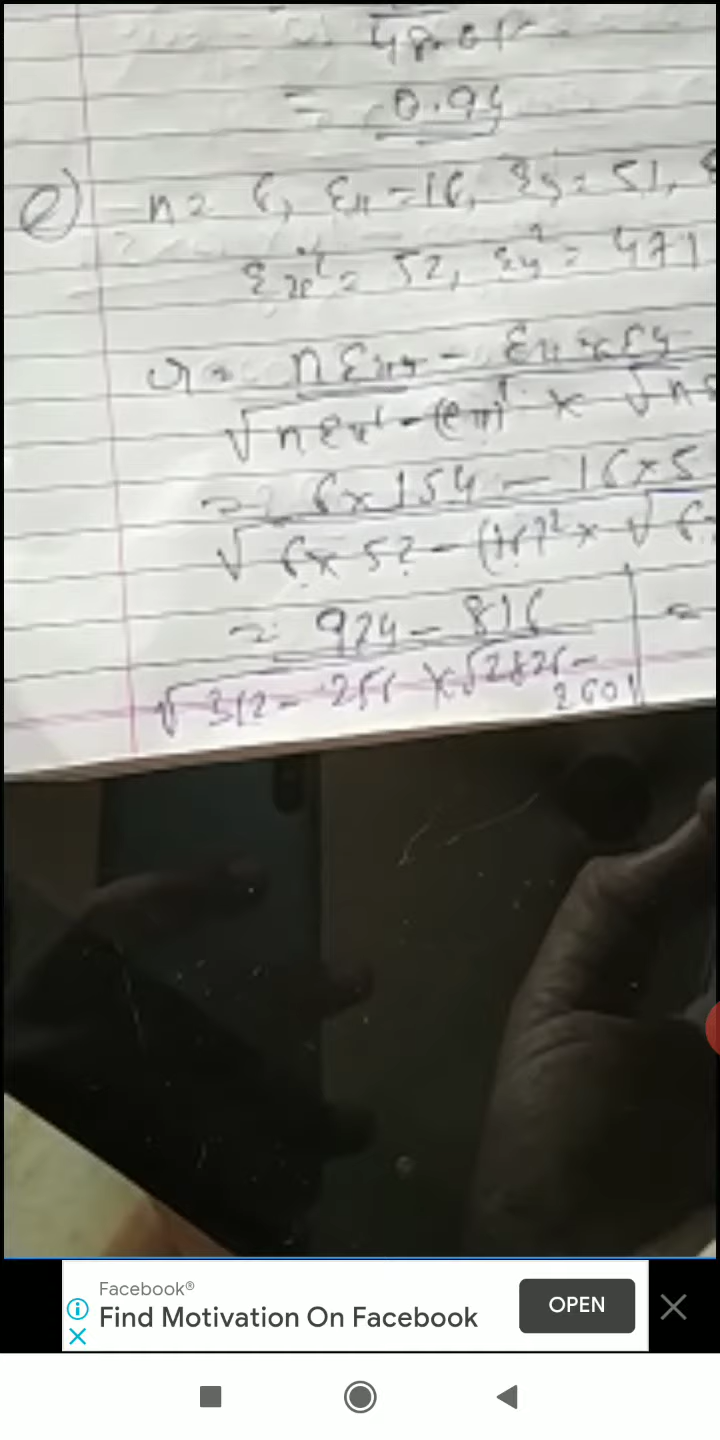 = 0.94
e) n = 6, Σx = 16, Σy = 51,
Σx² = 52, Σy² = 471
r = nΣxy - Σx × Σy
√nΣx² - (Σx)² × √n
= 6 × 154 - 16 × 5
√6 × 52 - (16)² × √6
= 924 - 816 =
√312 - 256 × √2826 -
2601
Facebook®
Find Motivation On Facebook
OPEN